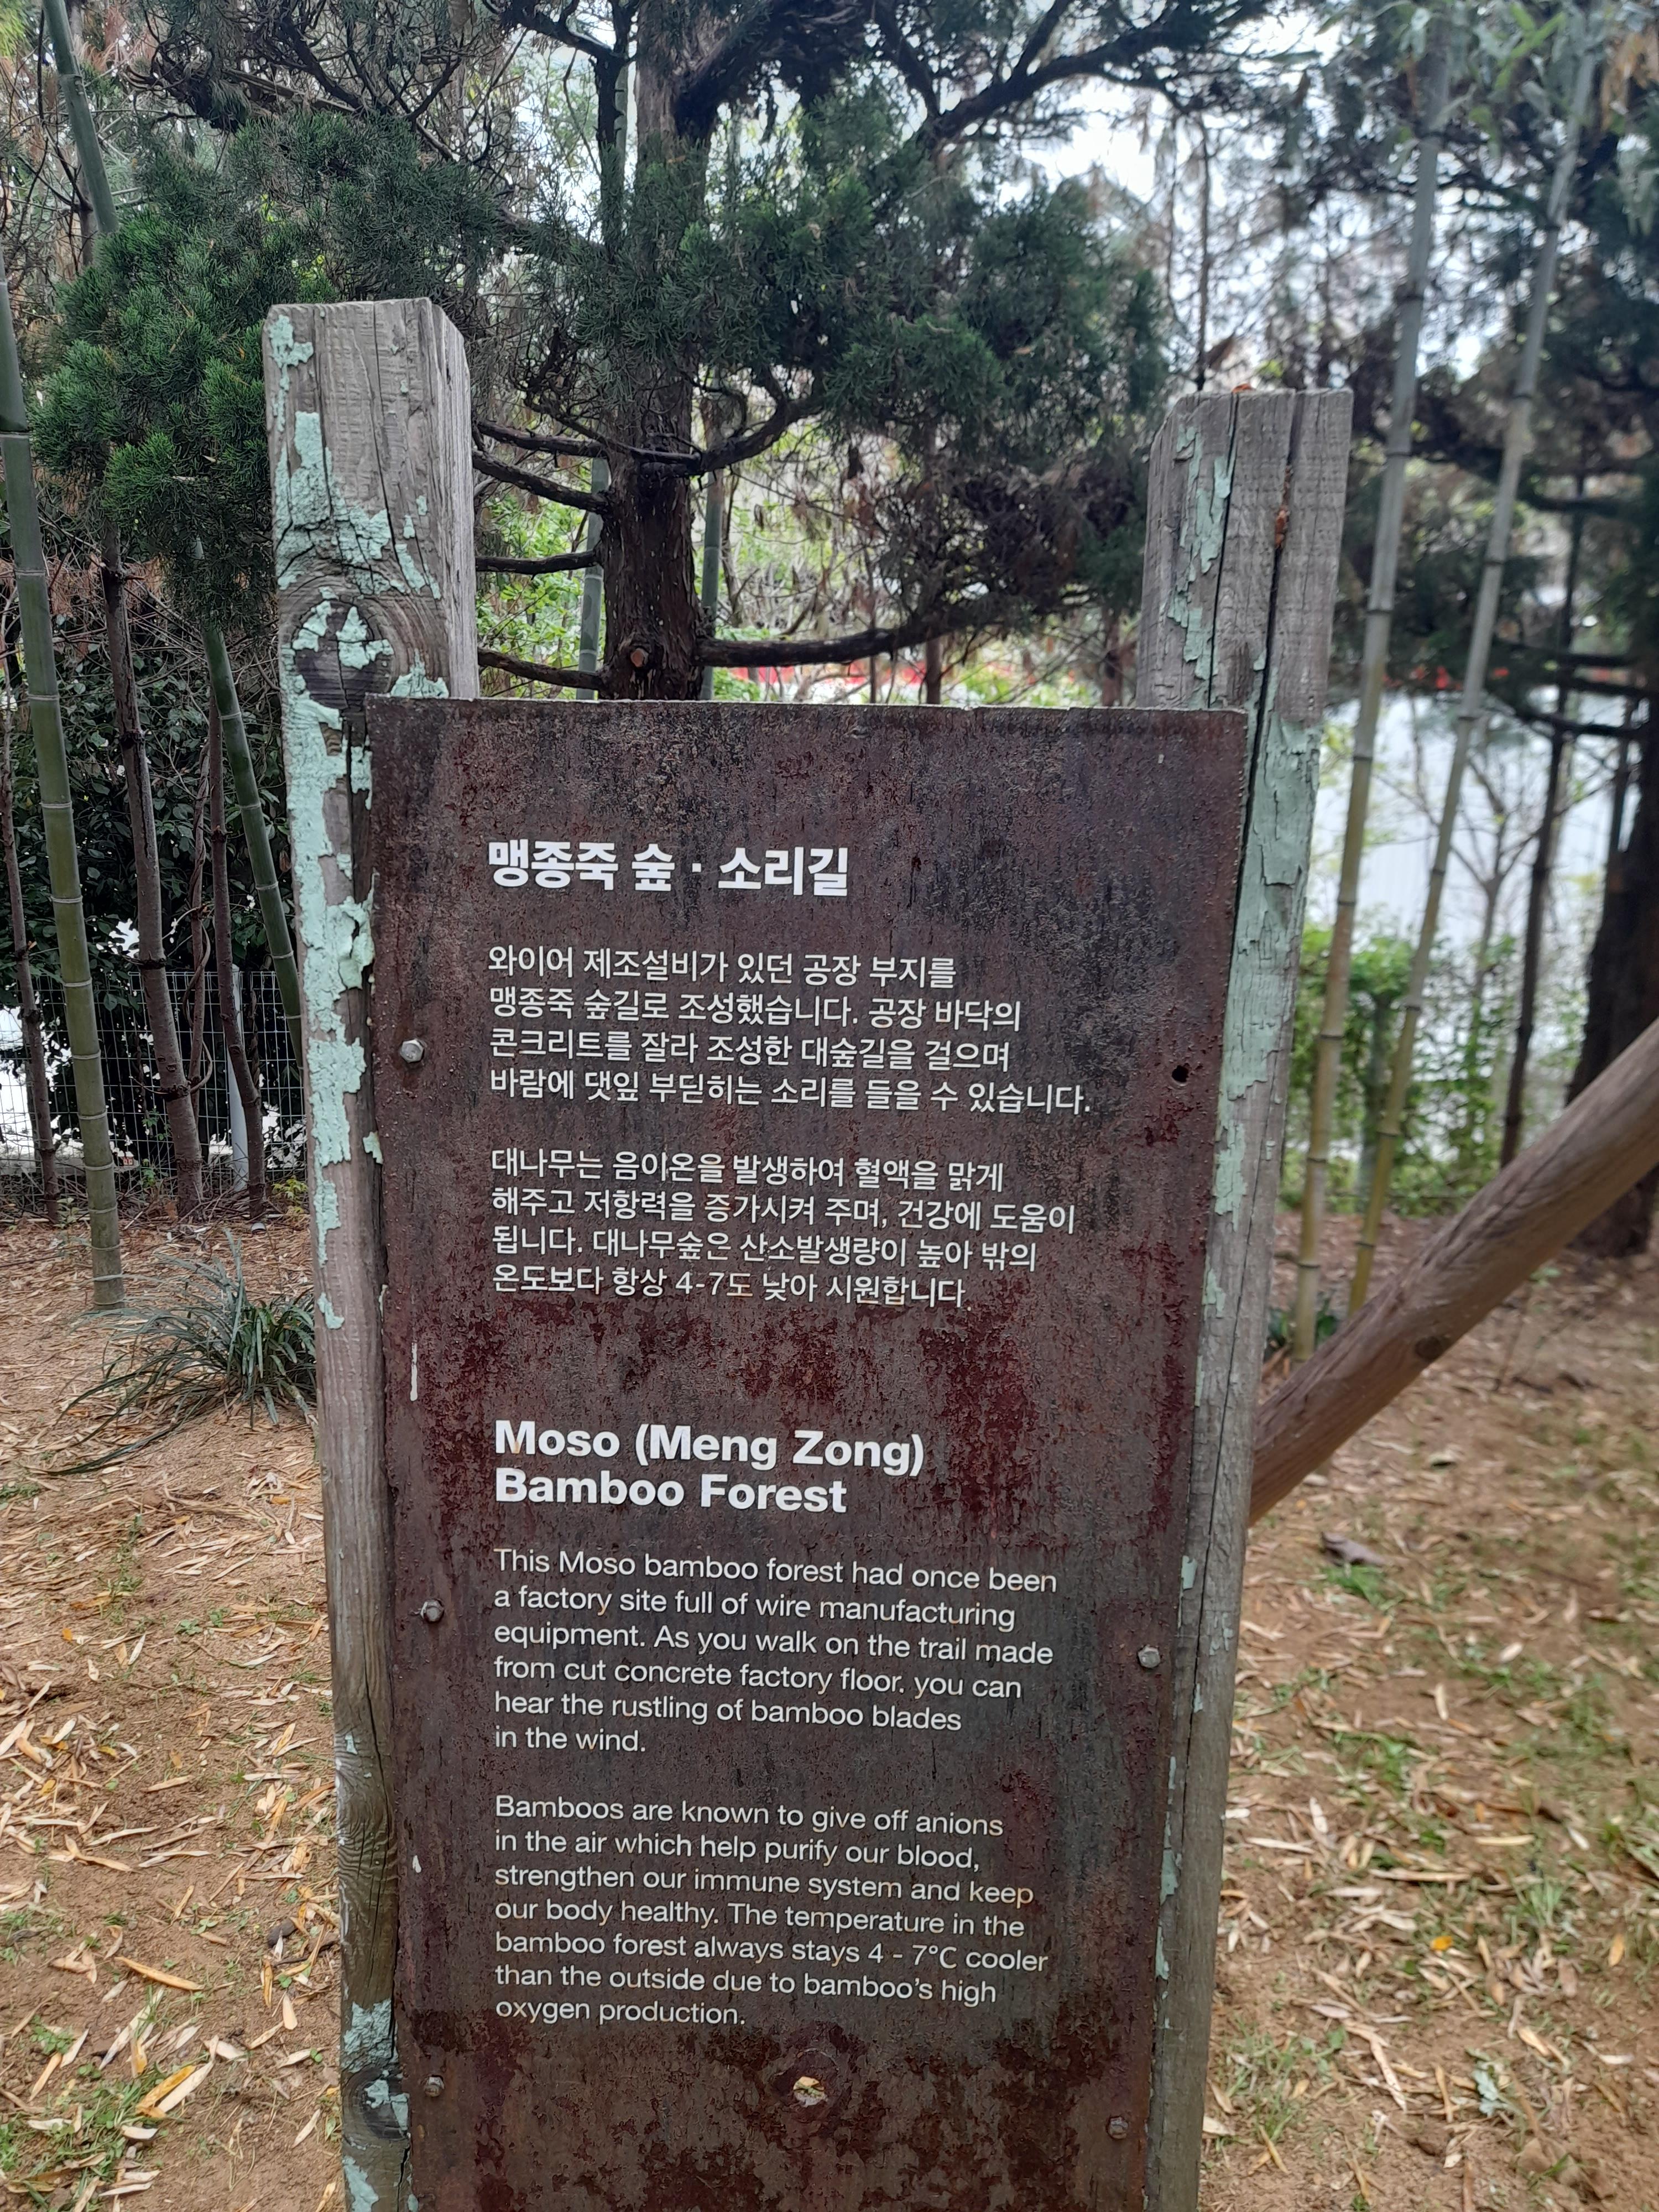 맹종죽 숲 · 소리길
와이어 제조설비가 있던 공장 부지를
맹종죽 숲길로 조성했습니다. 공장 바닥의
콘크리트를 잘라 조성한 대숲길을 걸으며
바람에 댓잎 부딛히는 소리를 들을 수 있습니다.
대나무는 음이온을 발생하여 혈액을 맑게
해주고 저항력을 증가시켜 주며, 건강에 도움이
됩니다. 대나무숲은 산소발생량이 높아 밖의
온도보다 항상 4-7도 낮아 시원합니다.
Moso (Meng Zong)
Bamboo Forest
This Moso bamboo forest had once been
a factory site full of wire manufacturing
equipment. As you walk on the trail made
from cut concrete factory floor. you can
hear the rustling of bamboo blades
in the wind.
Bamboos are known to give off anions
in the air which help purify our blood,
strengthen our immune system and keep
our body healthy. The temperature in the
bamboo forest always stays 4 - 7°C cooler
than the outside due to bamboo's high
oxygen production.